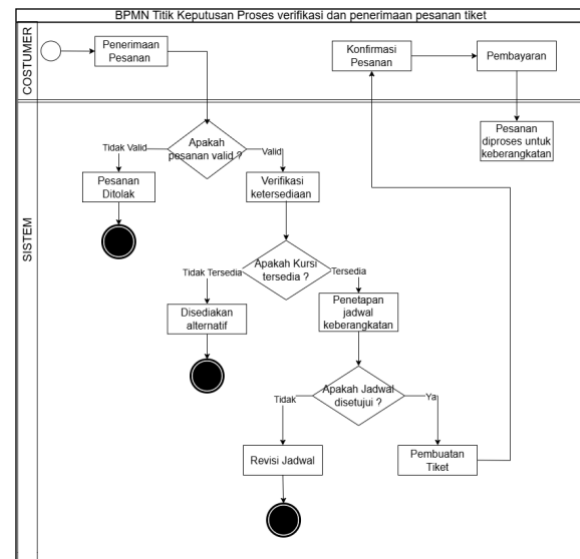 BPMN Titik Keputusan Proses verifikasi dan penerimaan pesanan tiket
COSTUMER
Penerimaan
Pesanan
Konfirmasi
Pesanan
Pembayaran
SISTEM
Apakah
pesanan valid ?
Tidak Valid
Valid
Pesanan
Ditolak
Verifikasi
ketersediaan
Pesanan
diproses untuk
keberangkatan
Apakah Kursi
tersedia ?
Tidak Tersedia
Tersedia
Disediakan
alternatif
Penetapan
jadwal
keberangkatan
Apakah Jadwal
disetujui ?
Tidak
Ya
Revisi Jadwal
Pembuatan
Tiket